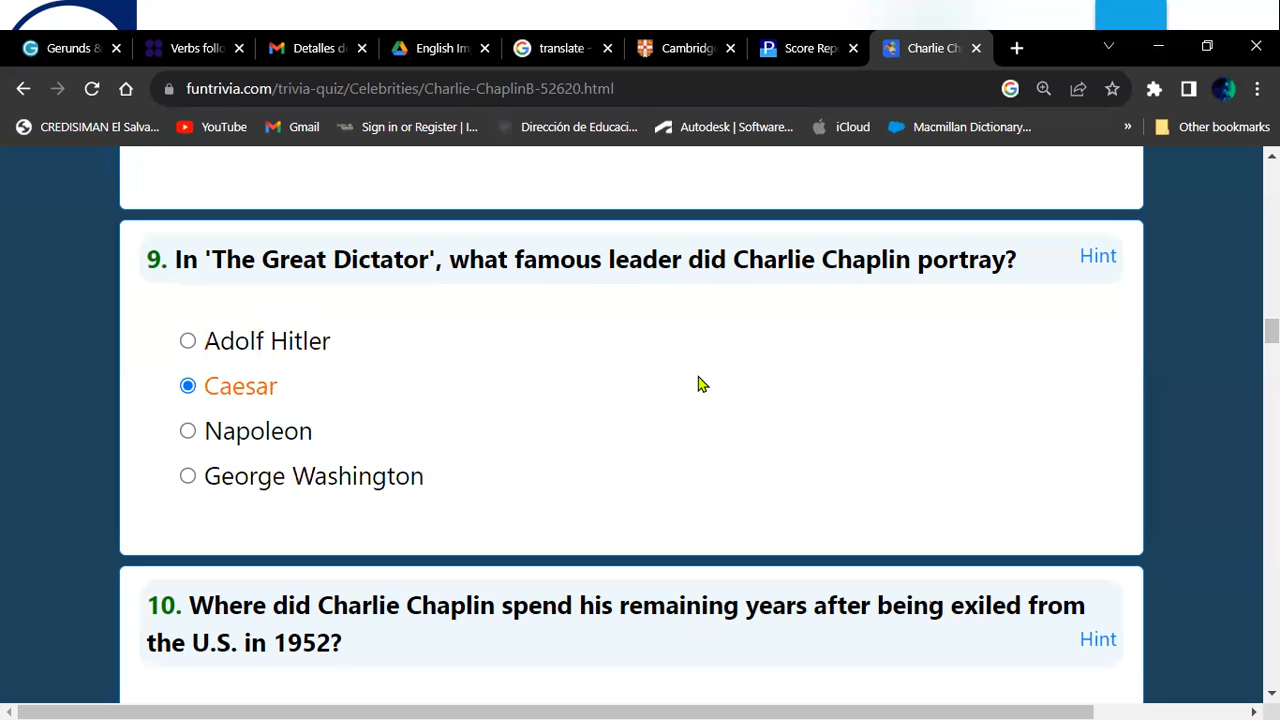 Gerunds &
Verbs follo
Detalles de
English Im
translate -
Cambridg
Score Rep
Charlie Ch
funtrivia.com/trivia-quiz/Celebrities/Charlie-ChaplinB-52620.html
CREDISIMAN El Salva...
YouTube
Gmail
Sign in or Register | I...
Dirección de Educaci...
Autodesk | Software...
iCloud
Macmillan Dictionary...
»
Other bookmarks
9. In 'The Great Dictator', what famous leader did Charlie Chaplin portray?
Hint
Adolf Hitler
Caesar
Napoleon
George Washington
10. Where did Charlie Chaplin spend his remaining years after being exiled from
the U.S. in 1952?
Hint